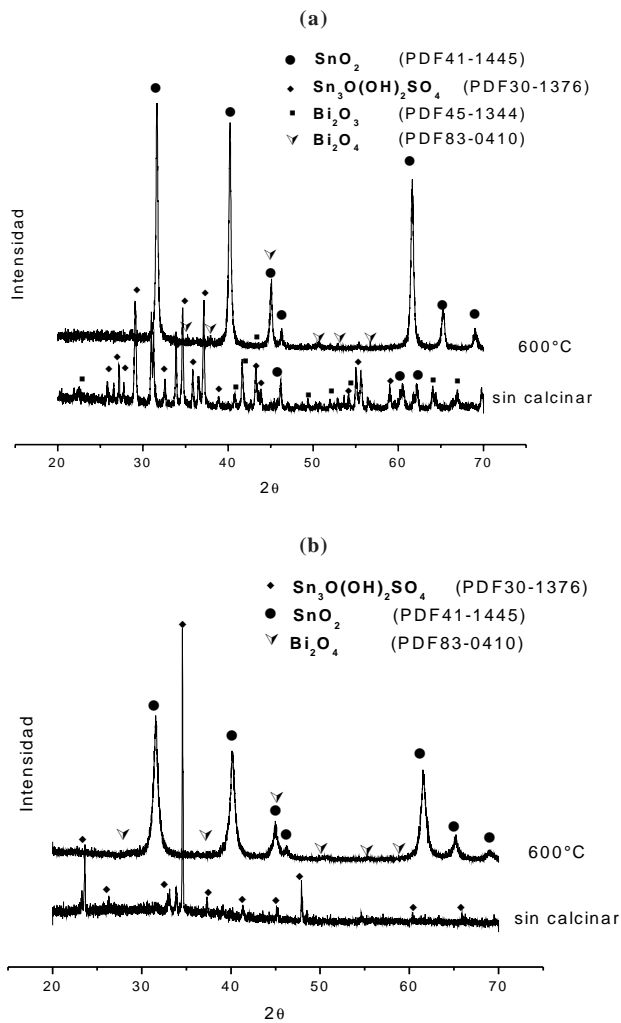 (a)
SnO2 (PDF41-1445)
Sn3O(OH)2SO4 (PDF30-1376)
Bi2O3 (PDF45-1344)
Bi2O4 (PDF83-0410)
Intensidad
600°C
sin calcinar
20 30 40 50 60 70
2θ
(b)
Sn3O(OH)2SO4 (PDF30-1376)
SnO2 (PDF41-1445)
Bi2O4 (PDF83-0410)
Intensidad
600°C
sin calcinar
20 30 40 50 60 70
2θ